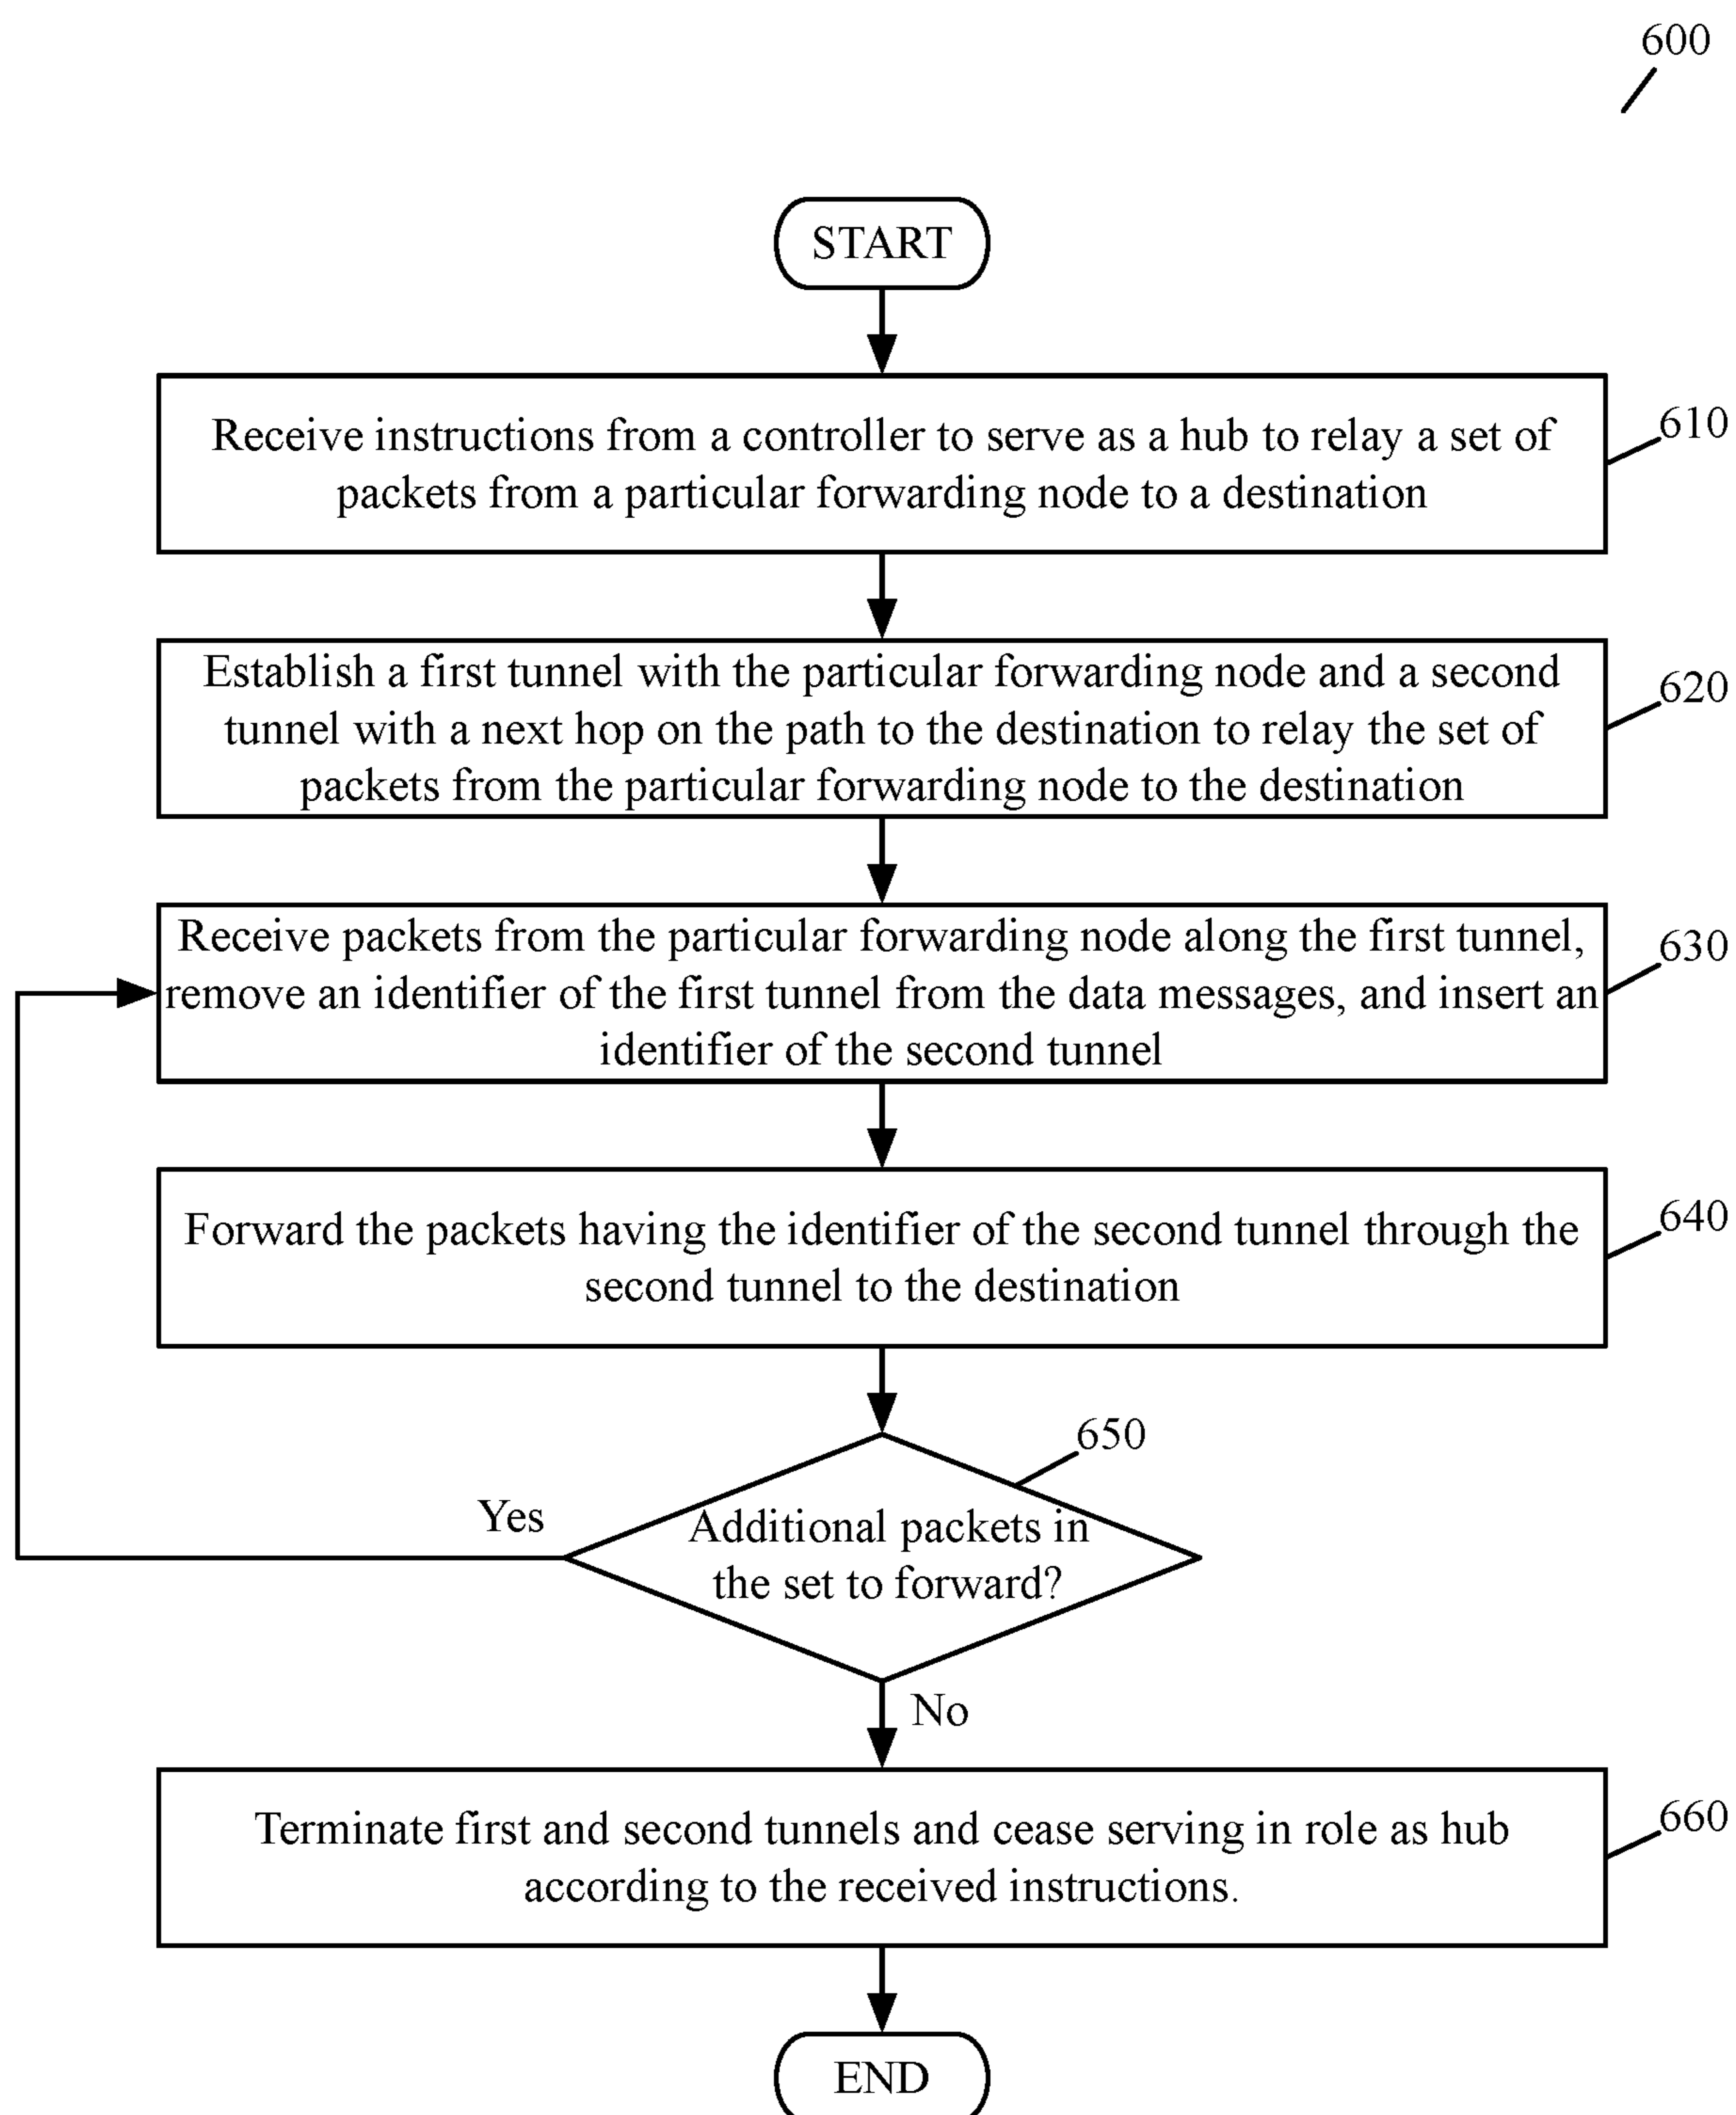 600
START
Receive instructions from a controller to serve as a hub to relay a set of
packets from a particular forwarding node to a destination
610
Establish a first tunnel with the particular forwarding node and a second
tunnel with a next hop on the path to the destination to relay the set of
packets from the particular forwarding node to the destination
620
Receive packets from the particular forwarding node along the first tunnel,
remove an identifier of the first tunnel from the data messages, and insert an
identifier of the second tunnel
630
Forward the packets having the identifier of the second tunnel through the
second tunnel to the destination
640
650
Yes
Additional packets in
the set to forward?
No
Terminate first and second tunnels and cease serving in role as hub
according to the received instructions.
660
END